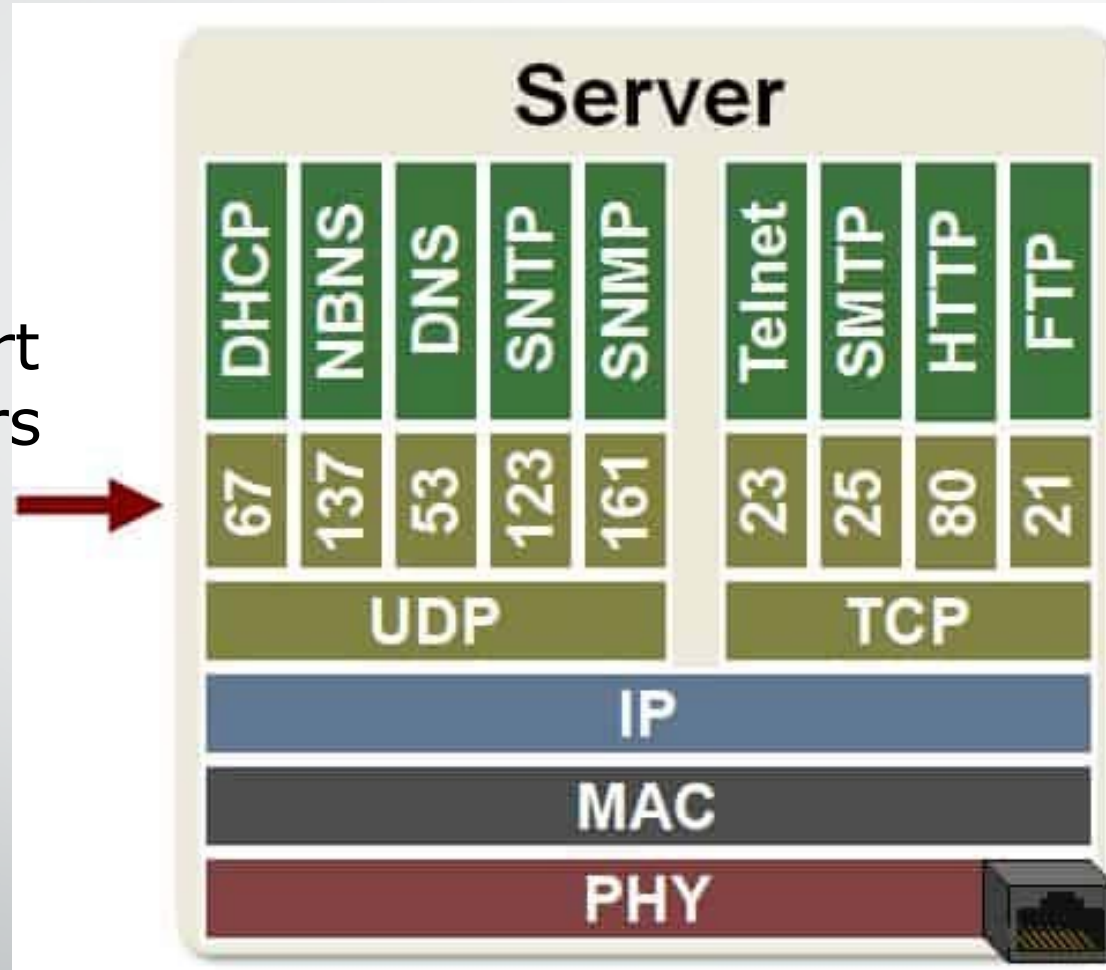 Server
DHCP NBNS DNS SNTP SNMP Telnet SMTP HTTP FTP
rt
rs
67 137 53 123 161 23 25 80 21
UDP TCP
IP
MAC
PHY